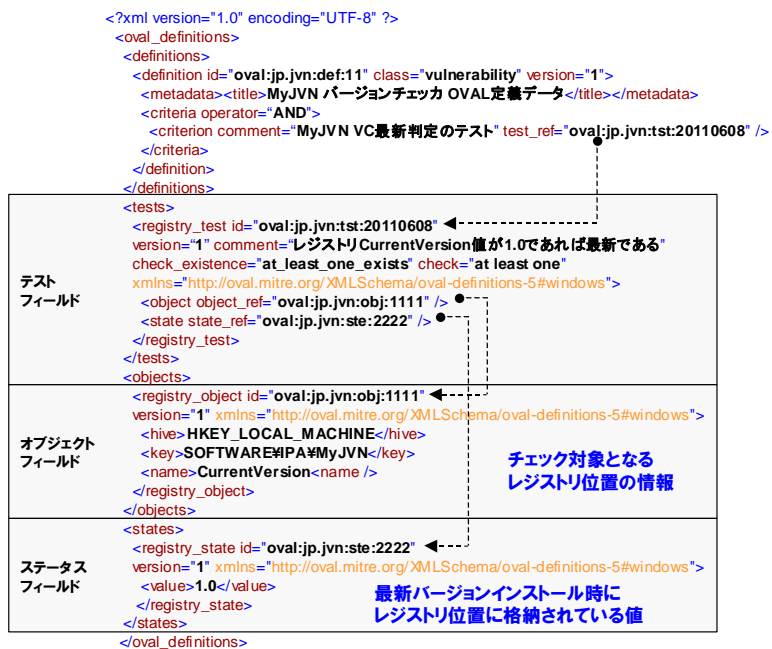 <?xml version="1.0" encoding="UTF-8" ?>
<oval_definitions>
<definitions>
<definition id="oval:jp.jvn:def:11" class="vulnerability" version="1">
<metadata><title>MyJVN バージョンチェッカ OVAL定義データ</title></metadata>
<criteria operator=“AND”>
<criterion comment=“MyJVN VC最新判定のテスト” test_ref="oval:jp.jvn:tst:20110608" />
</criteria>
</definition>
</definitions>
<tests>
<registry_test id="oval:jp.jvn:tst:20110608"
version=“1” comment=“レジストリCurrentVersion値が1.0であれば最新である”
check_existence="at_least_one_exists" check="at least one"
xmlns="http://oval.mitre.org/XMLSchema/oval-definitions-5#windows">
テスト
フィールド
<object object_ref="oval:jp.jvn:obj:1111" />
<state state_ref="oval:jp.jvn:ste:2222" />
</registry_test>
</tests>
<objects>
<registry_object id="oval:jp.jvn:obj:1111"
version="1" xmlns="http://oval.mitre.org/XMLSchema/oval-definitions-5#windows">
オブジェクト
フィールド
<hive>HKEY_LOCAL_MACHINE</hive>
<key>SOFTWARE¥IPA¥MyJVN</key>
<name>CurrentVersion<name />
</registry_object>
</objects>
チェック対象となる
レジストリ位置の情報
<states>
<registry_state id="oval:jp.jvn:ste:2222"
version="1" xmlns="http://oval.mitre.org/XMLSchema/oval-definitions-5#windows">
ステータス
フィールド
<value>1.0</value>
</registry_state>
</states>
最新バージョンインストール時に
レジストリ位置に格納されている値
</oval_definitions>